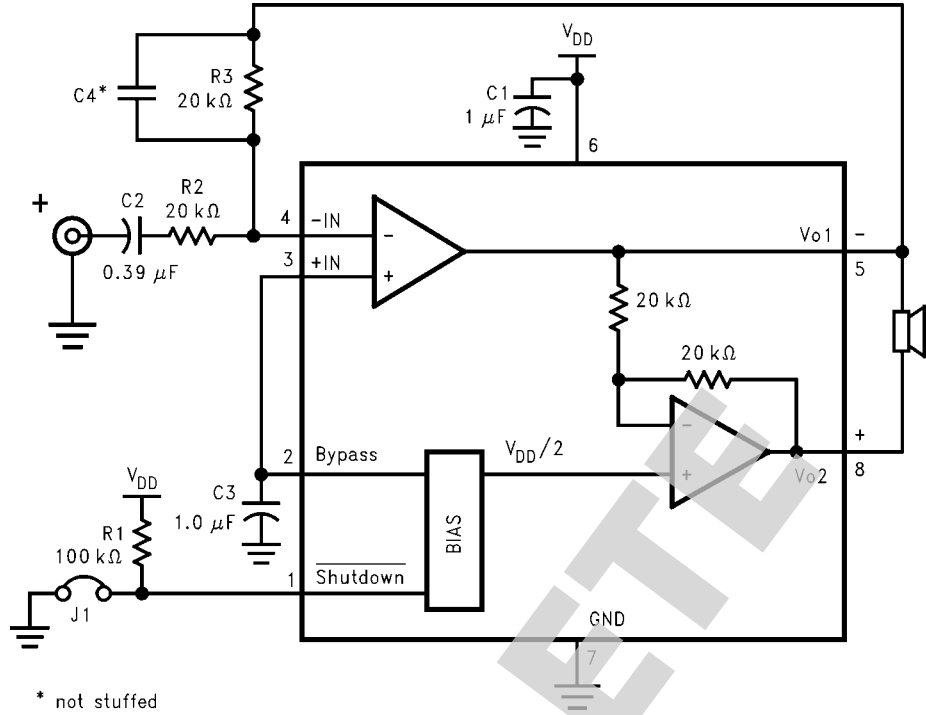 V_DD
C4*
R3
20 kΩ
C1
1 µF
6
+
C2
0.39 µF
R2
20 kΩ
4
-IN
-
3
+IN
+
Vo1
-
5
20 kΩ
20 kΩ
-
+
V_DD/2
+
8
Vo2
2
Bypass
C3
1.0 µF
BIAS
V_DD
R1
100 kΩ
1
Shutdown
J1
GND
7
* not stuffed
ETE